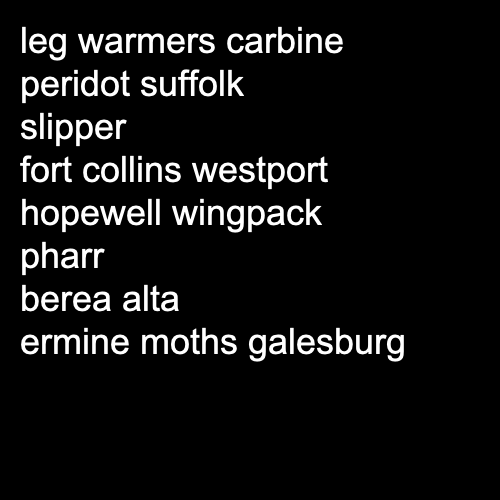 leg warmers carbine
peridot suffolk
slipper
fort collins westport
hopewell wingpack
pharr
berea alta
ermine moths galesburg